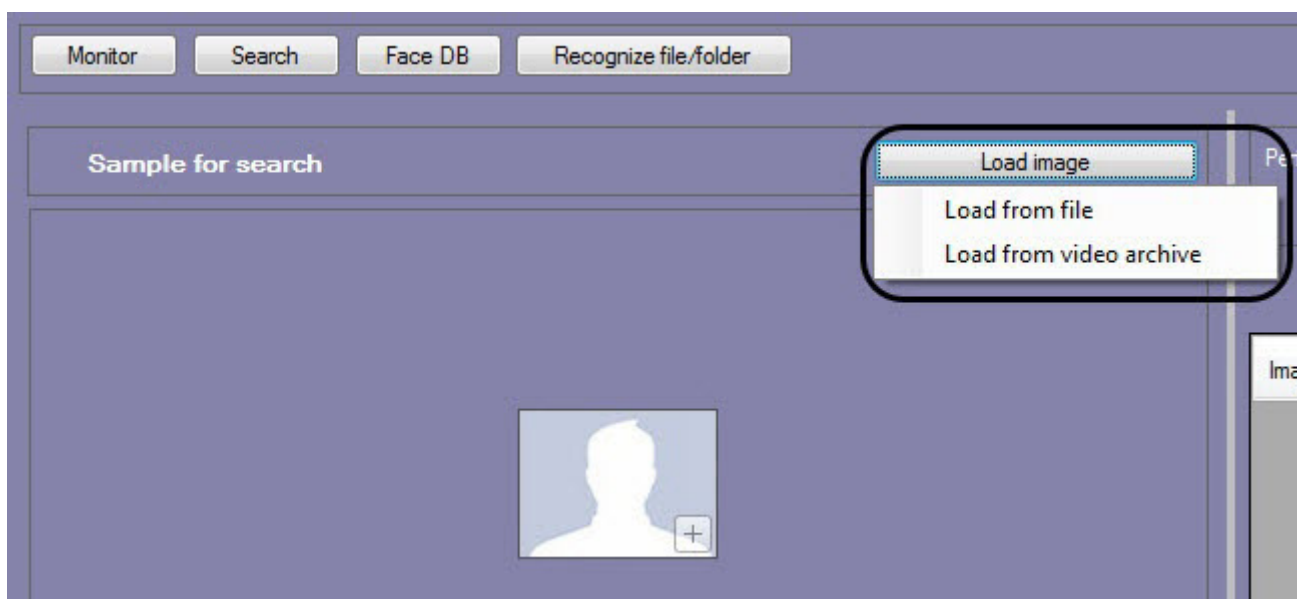 Monitor Search Face DB Recognize file/folder
Sample for search
Load image
Load from file
Load from video archive